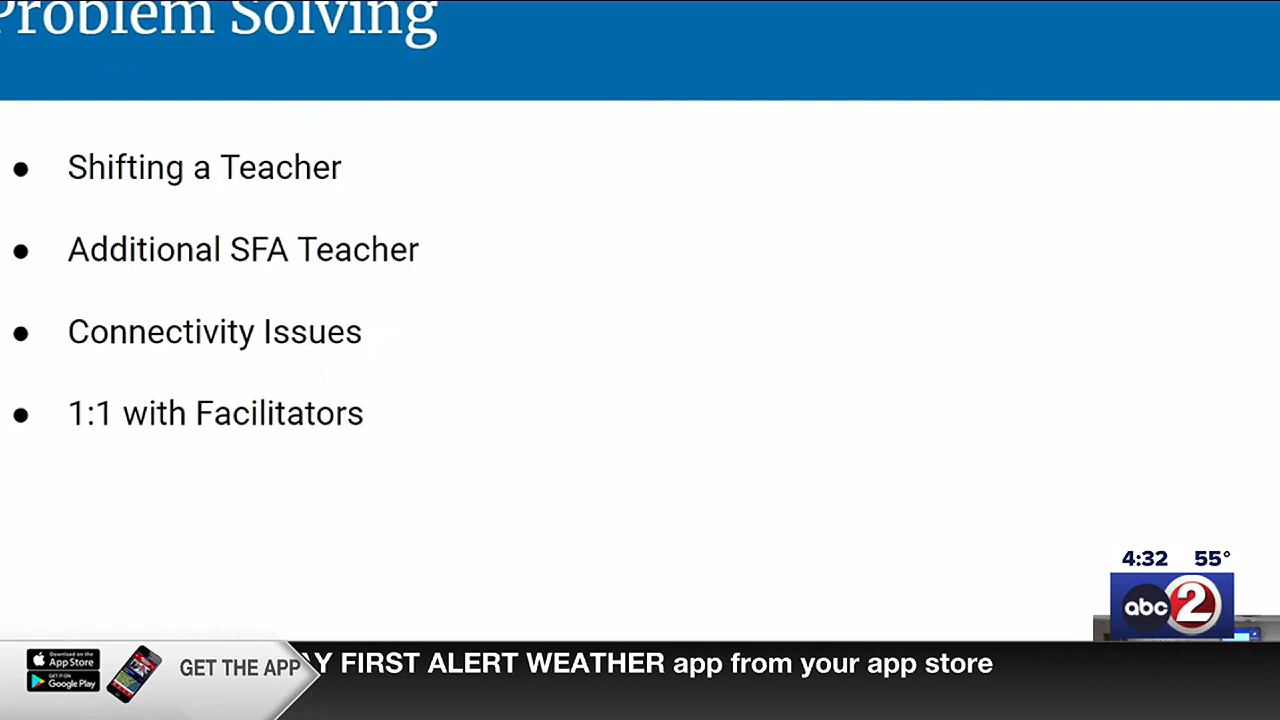 Problem Solving
● Shifting a Teacher
● Additional SFA Teacher
● Connectivity Issues
● 1:1 with Facilitators
4:32 55°
abc 2
Download on the
App Store
GET IT ON
Google Play
GET THE APP
AY FIRST ALERT WEATHER app from your app store